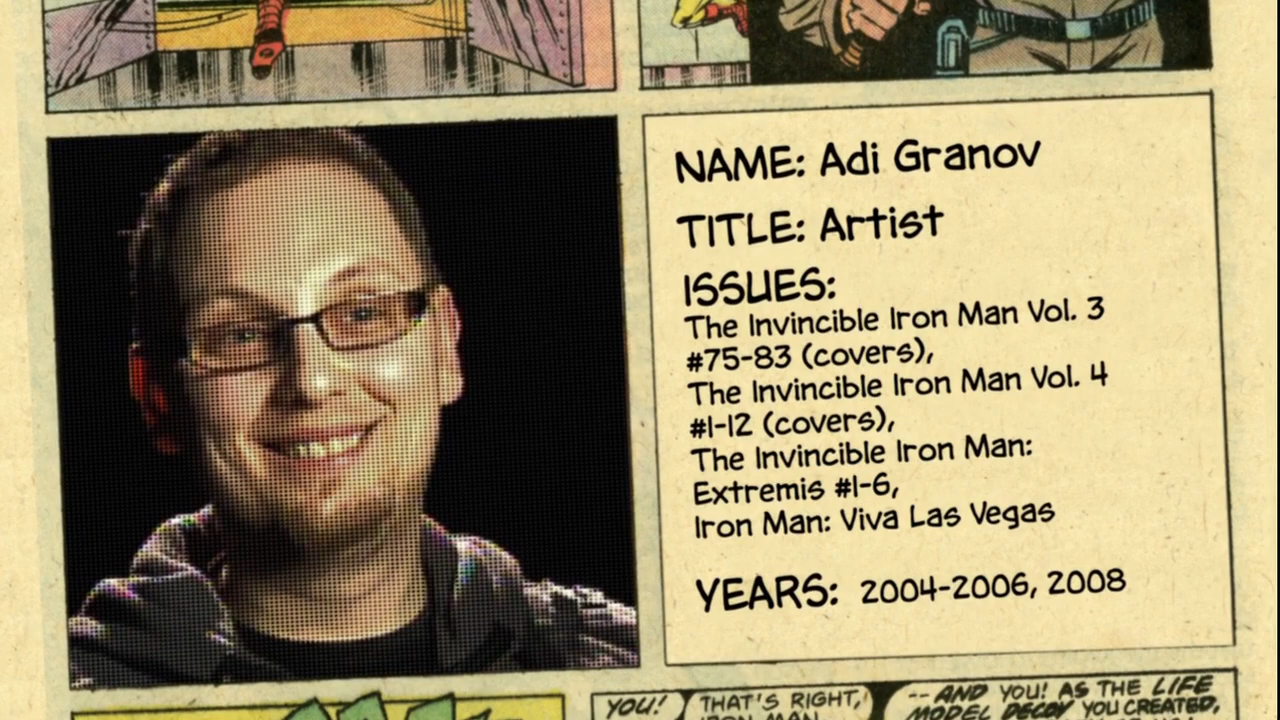 NAME: Adi Granov
TITLE: Artist
ISSUES:
The Invincible Iron Man Vol. 3
#75-83 (covers),
The Invincible Iron Man Vol. 4
#1-12 (covers),
The Invincible Iron Man:
Extremis #1-6,
Iron Man: Viva Las Vegas
YEARS: 2004-2006, 2008
YOU!
THAT'S RIGHT,
IRON MAN
-- AND YOU! AS THE LIFE
MODEL DECOY YOU CREATED,